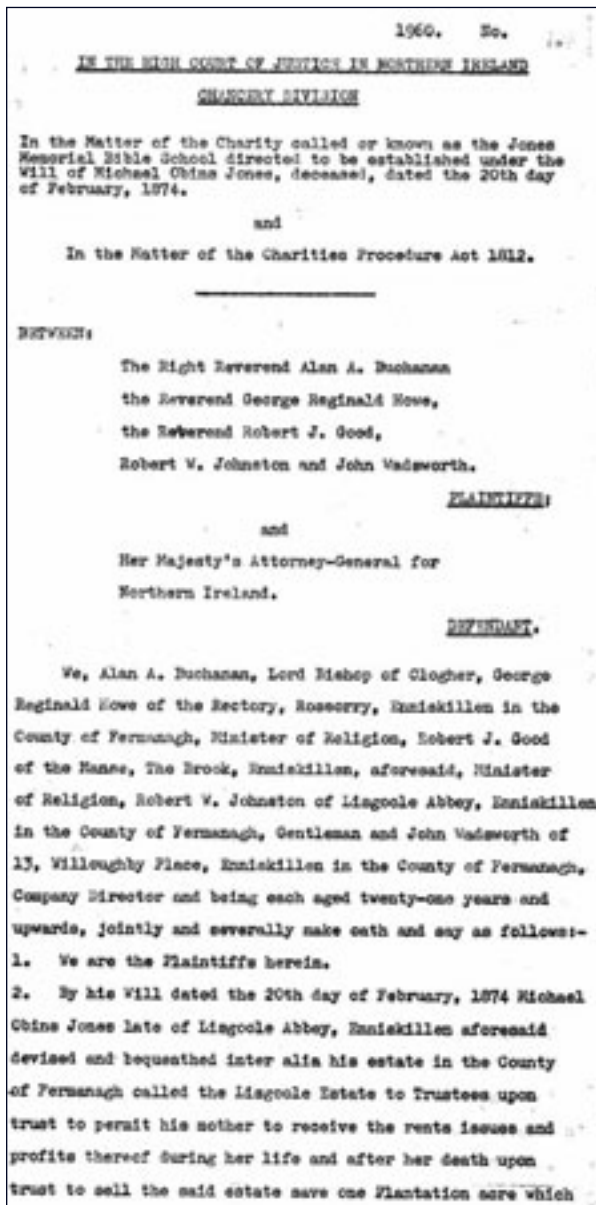 1960. No.
IN THE HIGH COURT OF JUSTICE IN NORTHERN IRELAND
CHANCERY DIVISION
In the Matter of the Charity called or known as the Jones
Memorial Bible School directed to be established under the
Will of Michael Obins Jones, deceased, dated the 20th day
of February, 1874.
and
In the Matter of the Charities Procedure Act 1812.
BETWEEN:
The Right Reverend Alan A. Buchanan
the Reverend George Reginald Howe,
the Reverend Robert J. Good,
Robert W. Johnston and John Wadsworth.
PLAINTIFFS:
and
Her Majesty's Attorney-General for
Northern Ireland.
DEFENDANT.
We, Alan A. Buchanan, Lord Bishop of Clogher, George
Reginald Howe of the Rectory, Rossorry, Enniskillen in the
County of Fermanagh, Minister of Religion, Robert J. Good
of the Manse, The Brook, Enniskillen, aforesaid, Minister
of Religion, Robert W. Johnston of Lisgoole Abbey, Enniskillen
in the County of Fermanagh, Gentleman and John Wadsworth of
13, Willoughby Place, Enniskillen in the County of Fermanagh,
Company Director and being each aged twenty-one years and
upwards, jointly and severally make oath and say as follows:-
1. We are the Plaintiffs herein.
2. By his Will dated the 20th day of February, 1874 Michael
Obins Jones late of Lisgoole Abbey, Enniskillen aforesaid
devised and bequeathed inter alia his estate in the County
of Fermanagh called the Lisgoole Estate to Trustees upon
trust to permit his mother to receive the rents issues and
profits thereof during her life and after her death upon
trust to sell the said estate save one Plantation acre which